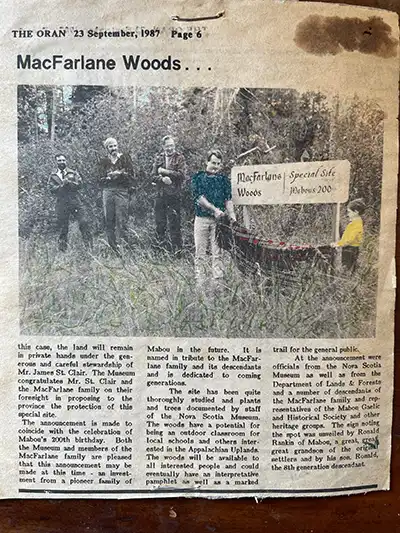 THE ORAN 23 September, 1987 Page 6
MacFarlane Woods...
MacFarlane Woods
Special Site
Mabous 200
this case, the land will remain
in private hands under the gen-
erous and careful stewardship of
Mr. James St. Clair. The Museum
congratulates Mr. St. Clair and
the MacFarlane family on their
foresight in proposing to the
province the protection of this
special site.
The announcement is made to
coincide with the celebration of
Mabou's 200th birthday. Both
the Museum and members of the
MacFarlane family are pleased
that this announcement may be
made at this time - an invest-
ment from a pioneer family of
Mabou in the future. It is
named in tribute to the MacFar-
lane family and its descendants
and is dedicated to coming
generations.
The site has been quite
thoroughly studied and plants
and trees documented by staff
of the Nova Scotia Museum.
The woods have a potential for
being an outdoor classroom for
local schools and others inter-
ested in the Appalachian Uplands.
The woods will be available to
all interested people and could
eventually have an interpretative
pamphlet as well as a marked
trail for the general public.
At the announcement were
officials from the Nova Scotia
Museum as well as from the
Department of Lands & Forests
and a number of descendants of
the MacFarlane family and rep-
resentatives of the Mabou Gaelic
and Historical Society and other
heritage groups. The sign noting
the spot was unveiled by Ronald
Rankin of Mabou, a great, great
great grandson of the original
settlers and by his son, Ronald,
the 8th generation descendant.